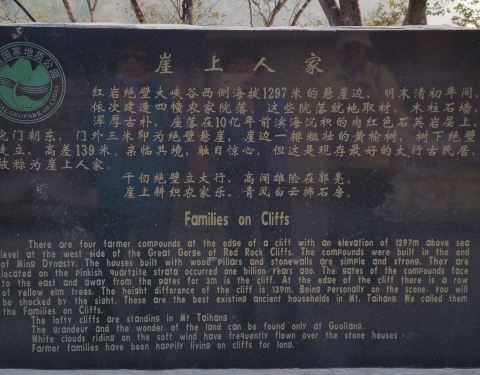 国家地质公园
AL GEOPARK OF CHINA
崖上人家
红岩绝壁大峡谷西侧海拔1297米的悬崖边，明末清初年间，
依次建造四幢农家院落。这些院落就地取材，木柱石墙，
浑厚古朴，座落在10亿年前滨海沉积的肉红色石英岩层上，
院门朝东，门外三米即为绝壁悬崖，崖边一排粗壮的黄榆树，树下绝壁
陡立，高差139米，亲临其境，触目惊心，但这是现存最好的太行古民居，
被称为崖上人家。
千仞绝壁立太行，高阔雄险在郭亮。
崖上耕织农家乐，青风白云拂石房。
Families on Cliffs
There are four farmer compounds at the edge of a cliff with an elevation of 1297m above sea
level at the west side of the Great Gorge of Red Rock Cliffs. The compounds were built in the end
of Ming Dynasty. The houses built with wood pillars and stonewalls are simple and strong. They are
located on the Pinkish quartzite strata occurred one billion years ago. The gates of the compounds face
to the east and away from the gates for 3m is the cliff. At the edge of the cliff there is a row
of yellow elm trees. The height difference of the cliff is 139m. Being personally on the scene, you will
be shocked by the sight. These are the best existing ancient households in Mt. Taihang. We called them
the Families on Cliffs.
The lofty cliffs are standing in Mt Taihang.
The grandeur and the wonder of the land can be found only at Guoliang.
White clouds riding on the soft wind have frequently flown over the stone houses.
Farmer families have been happily living on cliffs for long.